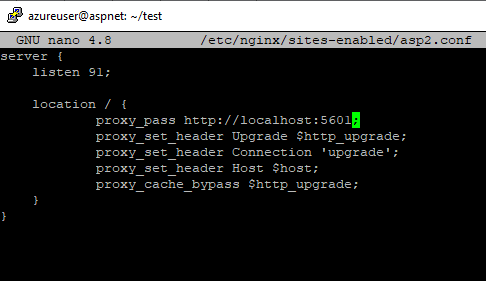 azureuser@aspnet: ~/test
GNU nano 4.8 /etc/nginx/sites-enabled/asp2.conf
server {
listen 91;
location / {
proxy_pass http://localhost:5601;
proxy_set_header Upgrade $http_upgrade;
proxy_set_header Connection 'upgrade';
proxy_set_header Host $host;
proxy_cache_bypass $http_upgrade;
}
}